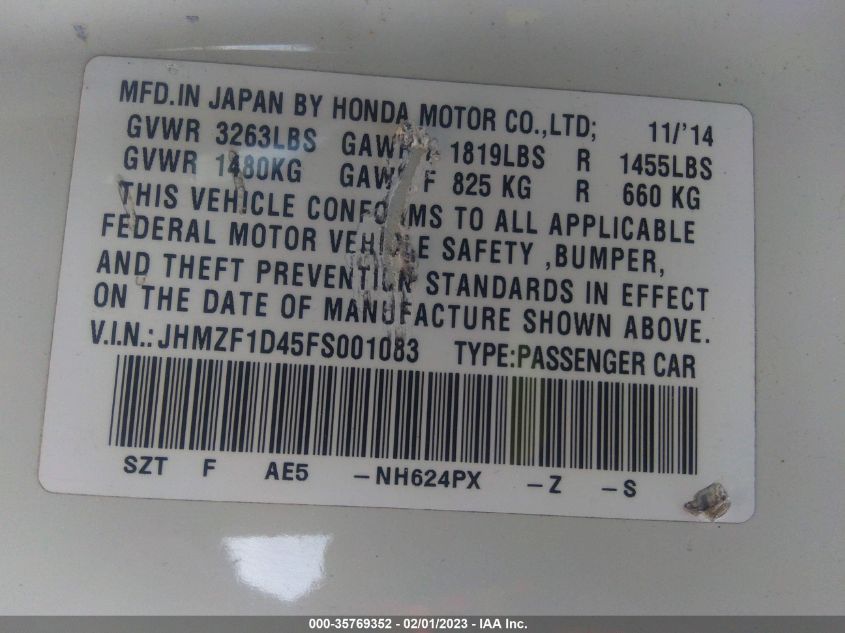 MFD.IN JAPAN BY HONDA MOTOR CO.,LTD; 11/'14
GVWR 3263LBS GAWR F 1819LBS R 1455LBS
GVWR 1480KG GAWR F 825 KG R 660 KG
THIS VEHICLE CONFORMS TO ALL APPLICABLE
FEDERAL MOTOR VEHICLE SAFETY ,BUMPER,
AND THEFT PREVENTION STANDARDS IN EFFECT
ON THE DATE OF MANUFACTURE SHOWN ABOVE.
V.I.N.:JHMZF1D45FS001083 TYPE:PASSENGER CAR
SZT F AE5 -NH624PX -Z -S
000-35769352 - 02/01/2023 - IAA Inc.